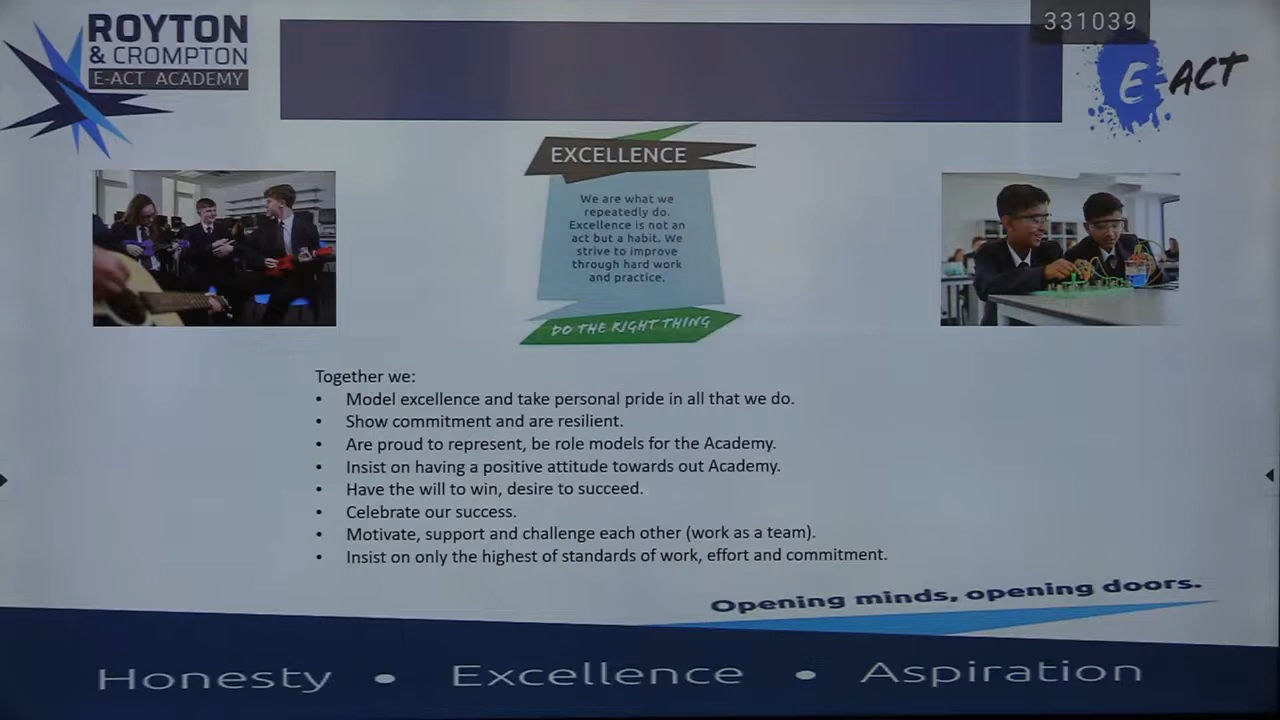 ROYTON
& CROMPTON
E-ACT ACADEMY
331039
E-ACT
EXCELLENCE
We are what we
repeatedly do.
Excellence is not an
act but a habit. We
strive to improve
through hard work
and practice.
DO THE RIGHT THING
Together we:
• Model excellence and take personal pride in all that we do.
• Show commitment and are resilient.
• Are proud to represent, be role models for the Academy.
• Insist on having a positive attitude towards out Academy.
• Have the will to win, desire to succeed.
• Celebrate our success.
• Motivate, support and challenge each other (work as a team).
• Insist on only the highest of standards of work, effort and commitment.
Opening minds, opening doors.
Honesty • Excellence • Aspiration